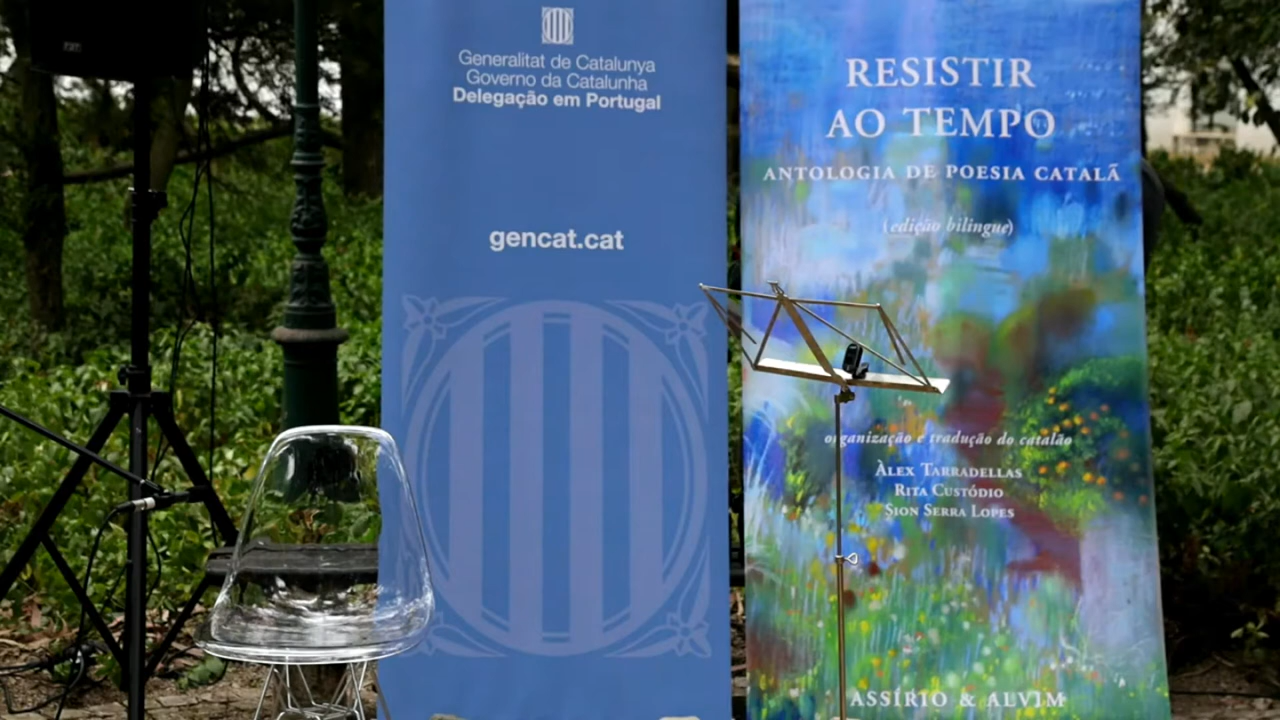 Generalitat de Catalunya
Governo da Catalunha
Delegação em Portugal
gencat.cat
RESISTIR
AO TEMPO
ANTOLOGIA DE POESIA CATALÃ
(edição bilingue)
organização e tradução do catalão
ÀLEX TARRADELLAS
RITA CUSTÓDIO
SION SERRA LOPES
ASSÍRIO & ALVIM